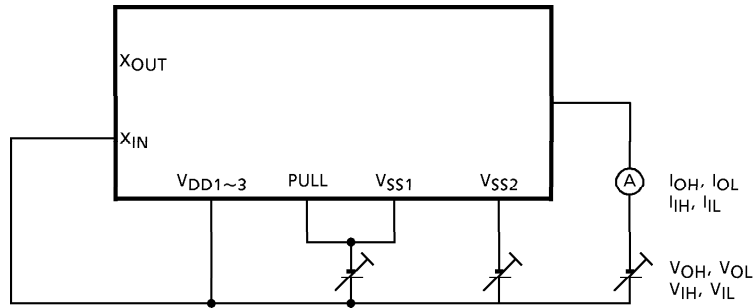 XOUT
XIN
VDD1~3 PULL VSS1 VSS2
A
IOH, IOL
IIH, IIL
VOH, VOL
VIH, VIL